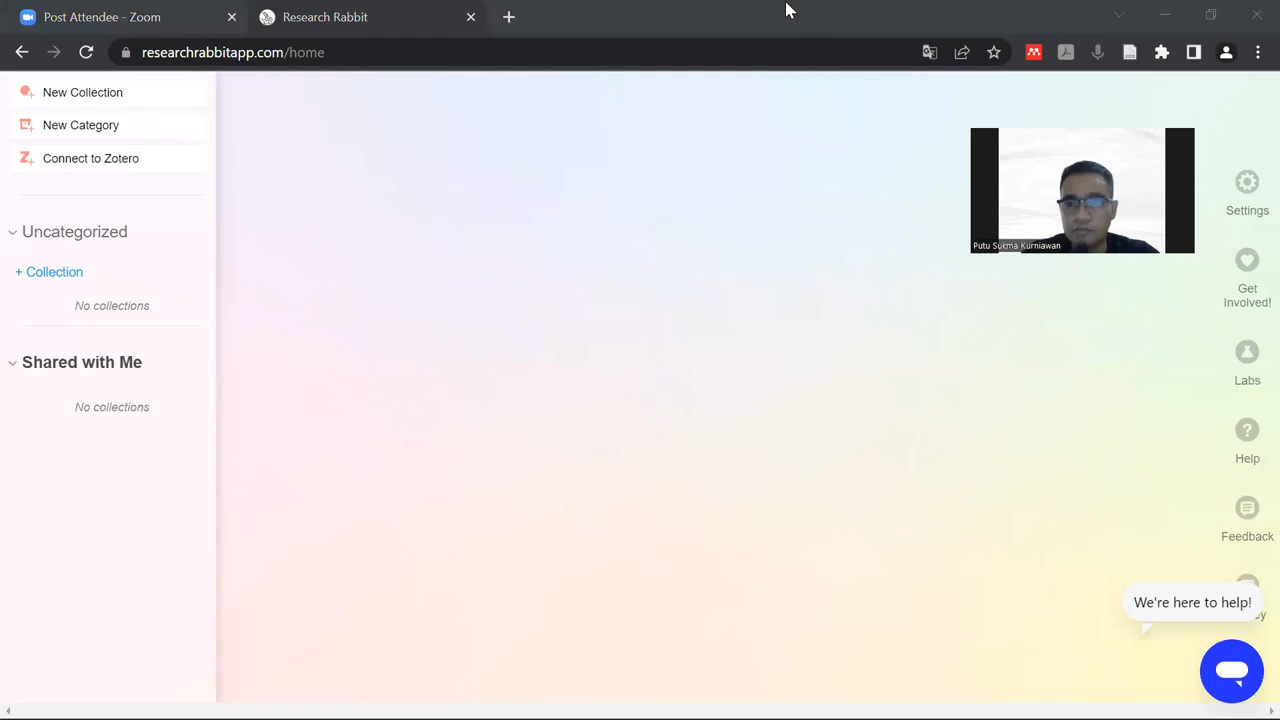 Post Attendee - Zoom
Research Rabbit
researchrabbitapp.com/home
New Collection
New Category
Connect to Zotero
Uncategorized
+ Collection
No collections
Shared with Me
No collections
Putu Sukma Kurniawan
Settings
Get
Involved!
Labs
Help
Feedback
We're here to help!